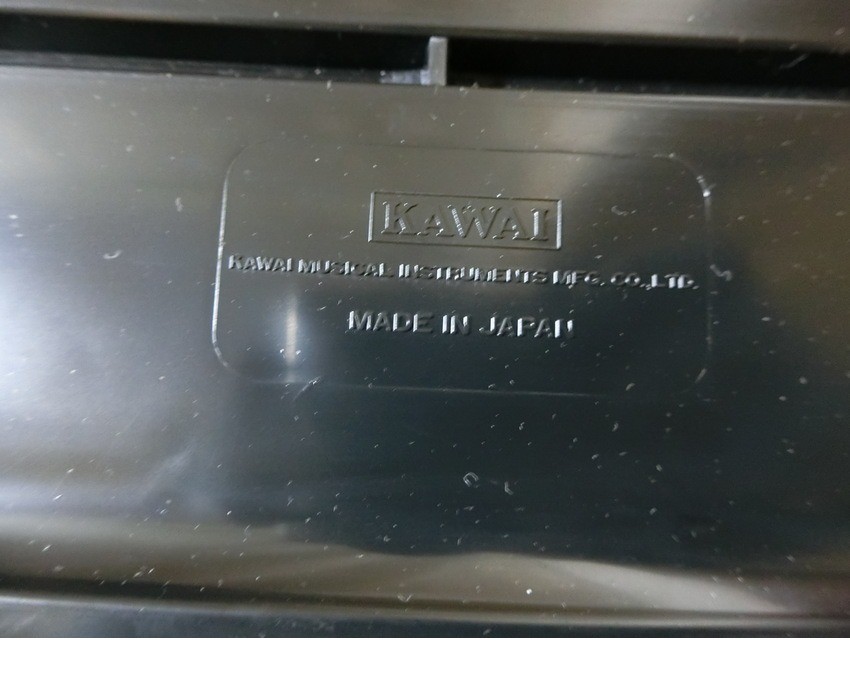 KAWAI
KAWAI MUSICAL INSTRUMENTS MFG. CO.,LTD.
MADE IN JAPAN